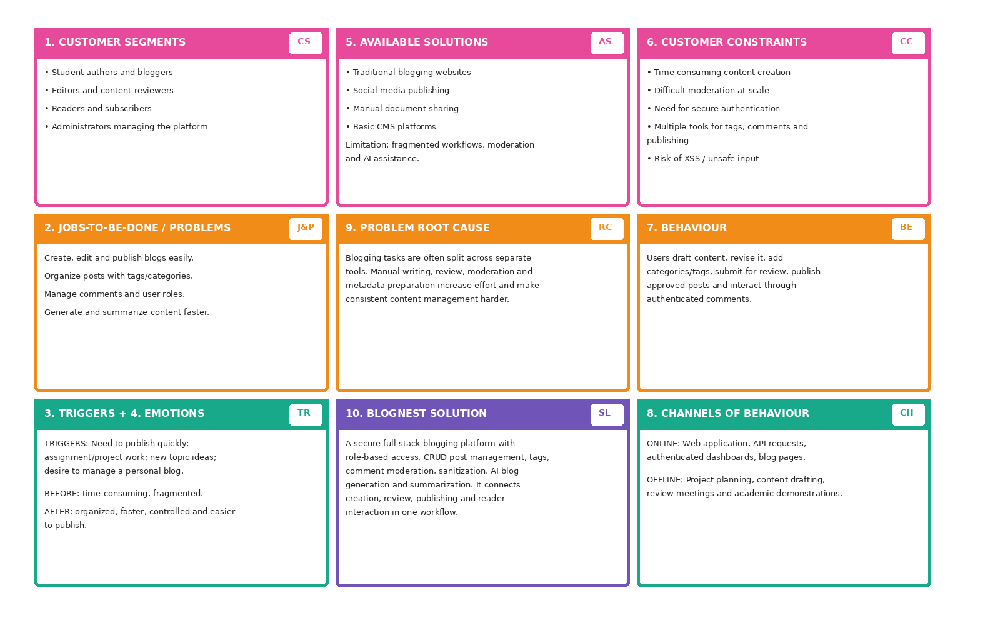 1. CUSTOMER SEGMENTS
CS
• Student authors and bloggers
• Editors and content reviewers
• Readers and subscribers
• Administrators managing the platform
5. AVAILABLE SOLUTIONS
AS
• Traditional blogging websites
• Social-media publishing
• Manual document sharing
• Basic CMS platforms
Limitation: fragmented workflows, moderation
and AI assistance.
6. CUSTOMER CONSTRAINTS
CC
• Time-consuming content creation
• Difficult moderation at scale
• Need for secure authentication
• Multiple tools for tags, comments and
publishing
• Risk of XSS / unsafe input
2. JOBS-TO-BE-DONE / PROBLEMS
J&P
Create, edit and publish blogs easily.
Organize posts with tags/categories.
Manage comments and user roles.
Generate and summarize content faster.
9. PROBLEM ROOT CAUSE
RC
Blogging tasks are often split across separate
tools. Manual writing, review, moderation and
metadata preparation increase effort and make
consistent content management harder.
7. BEHAVIOUR
BE
Users draft content, revise it, add
categories/tags, submit for review, publish
approved posts and interact through
authenticated comments.
3. TRIGGERS + 4. EMOTIONS
TR
TRIGGERS: Need to publish quickly;
assignment/project work; new topic ideas;
desire to manage a personal blog.
BEFORE: time-consuming, fragmented.
AFTER: organized, faster, controlled and easier
to publish.
10. BLOGNEST SOLUTION
SL
A secure full-stack blogging platform with
role-based access, CRUD post management, tags,
comment moderation, sanitization, AI blog
generation and summarization. It connects
creation, review, publishing and reader
interaction in one workflow.
8. CHANNELS OF BEHAVIOUR
CH
ONLINE: Web application, API requests,
authenticated dashboards, blog pages.
OFFLINE: Project planning, content drafting,
review meetings and academic demonstrations.